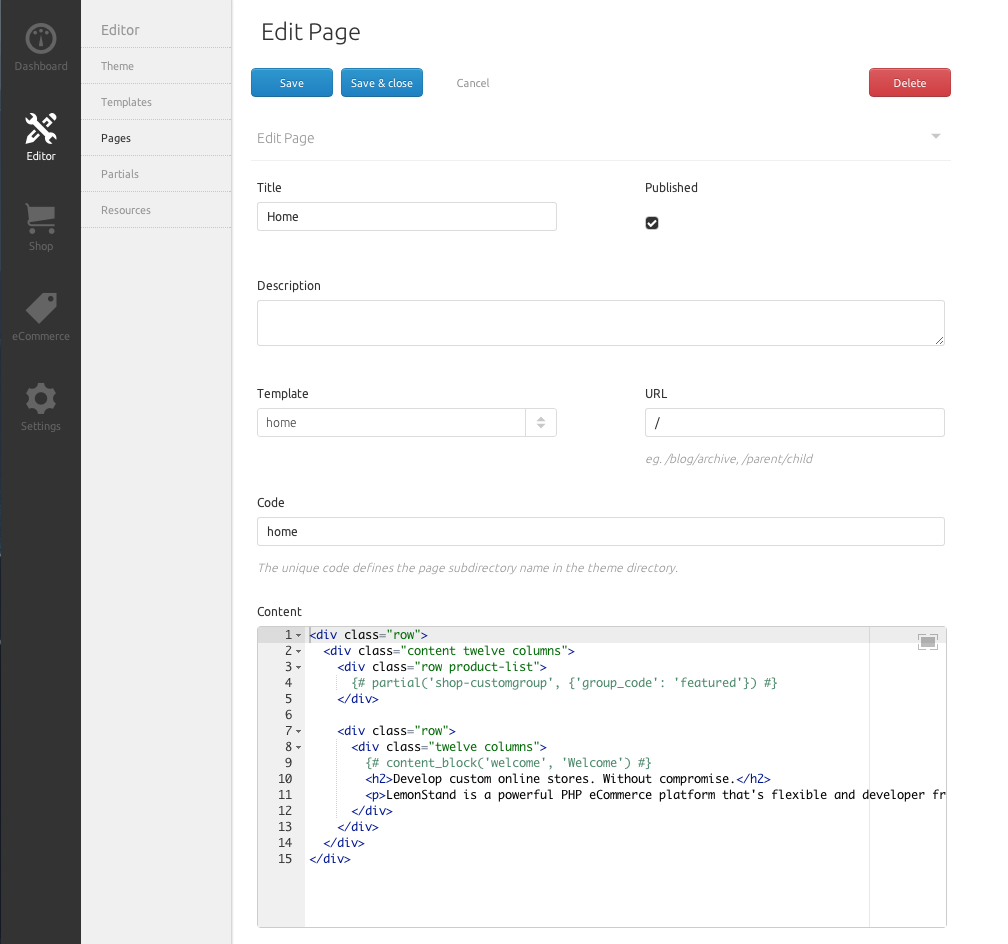 Dashboard
Editor
Shop
eCommerce
Settings
Editor
Theme
Templates
Pages
Partials
Resources
Edit Page
Save
Save & close
Cancel
Delete
Edit Page
Title
Published
Home
Description
Template
URL
home
/
eg. /blog/archive, /parent/child
Code
home
The unique code defines the page subdirectory name in the theme directory.
Content
1 <div class="row">
2 <div class="content twelve columns">
3 <div class="row product-list">
4 {# partial('shop-customgroup', {'group_code': 'featured'}) #}
5 </div>
6
7 <div class="row">
8 <div class="twelve columns">
9 {# content_block('welcome', 'Welcome') #}
10 <h2>Develop custom online stores. Without compromise.</h2>
11 <p>LemonStand is a powerful PHP eCommerce platform that's flexible and developer fr
12 </div>
13 </div>
14 </div>
15 </div>